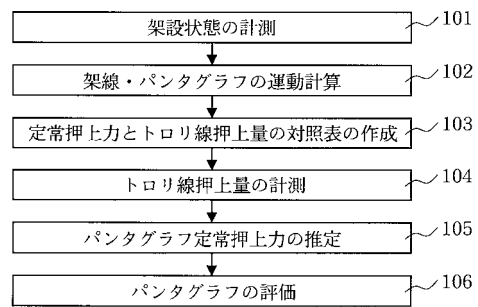 架設状態の計測 101
架線・パンタグラフの運動計算 102
定常押上力とトロリ線押上量の対照表の作成 103
トロリ線押上量の計測 104
パンタグラフ定常押上力の推定 105
パンタグラフの評価 106